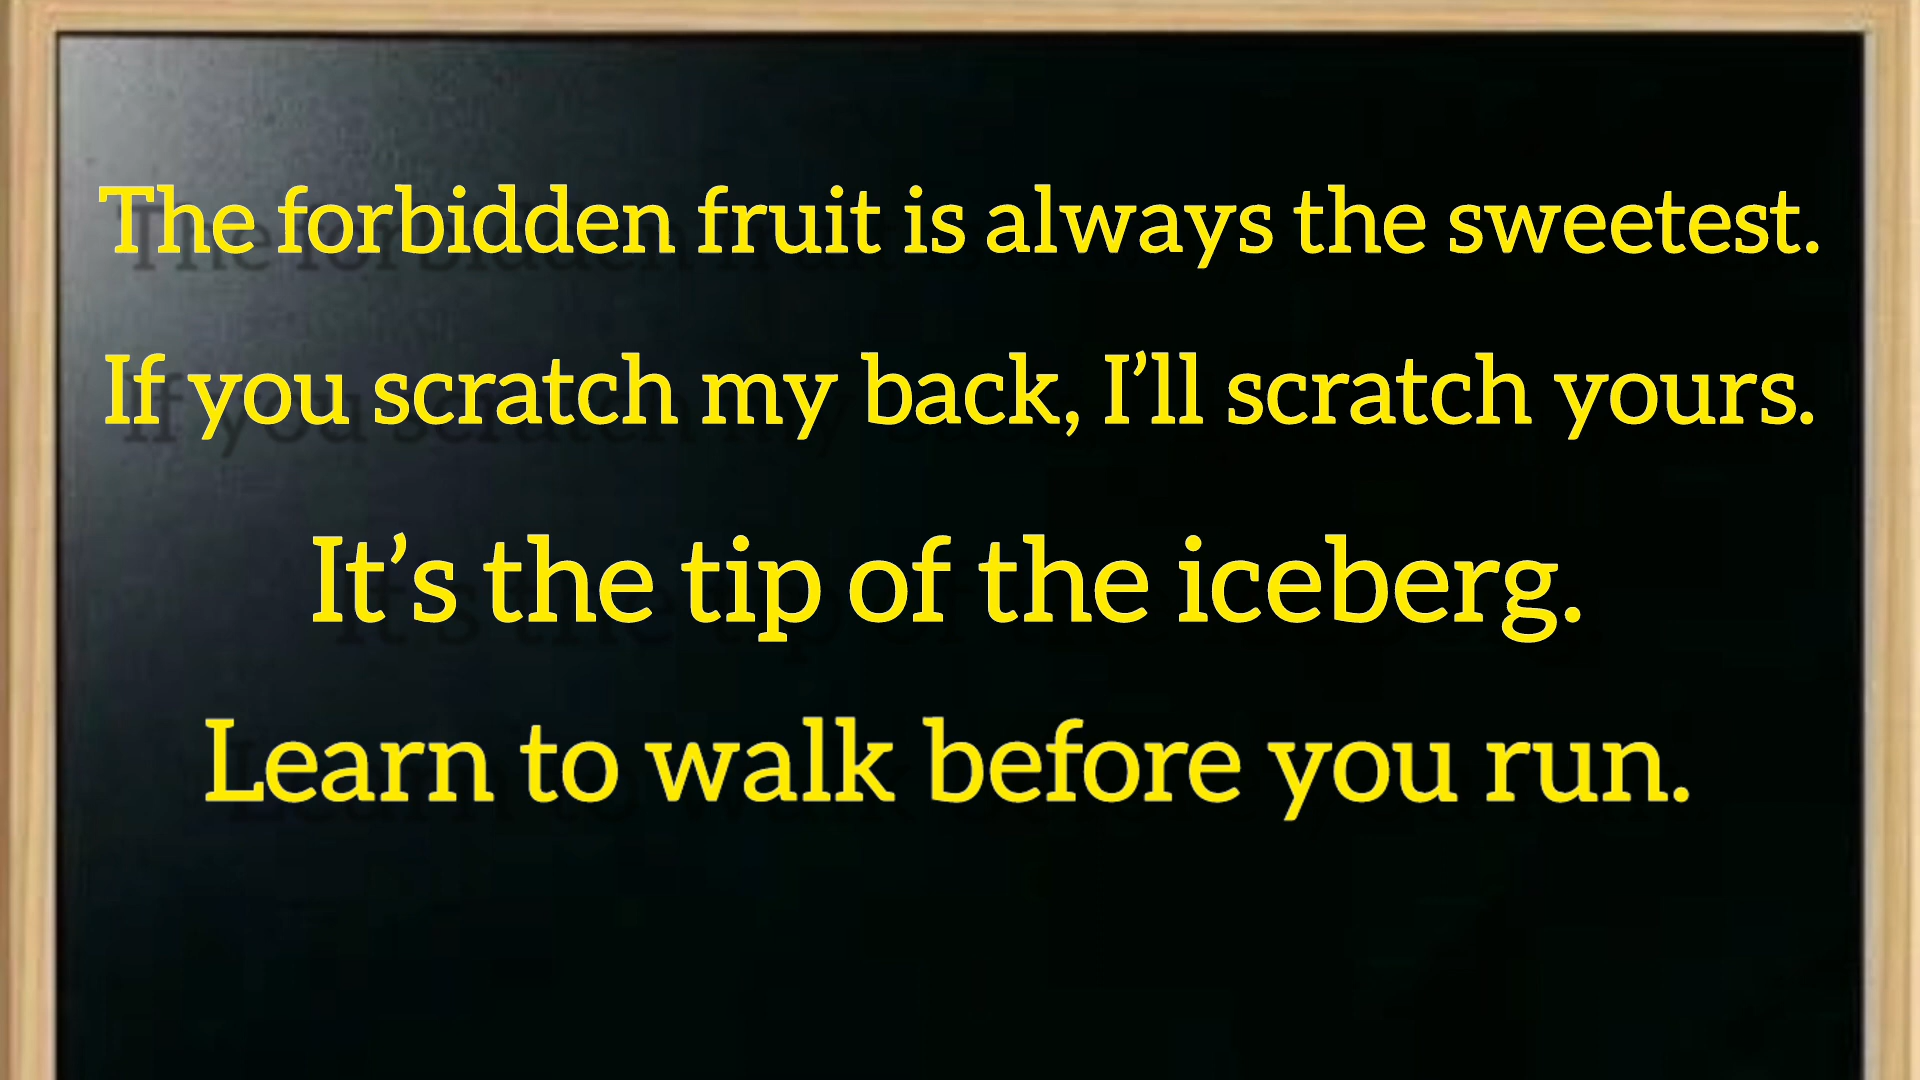 The forbidden fruit is always the sweetest.
If you scratch my back, I’ll scratch yours.
It’s the tip of the iceberg.
Learn to walk before you run.